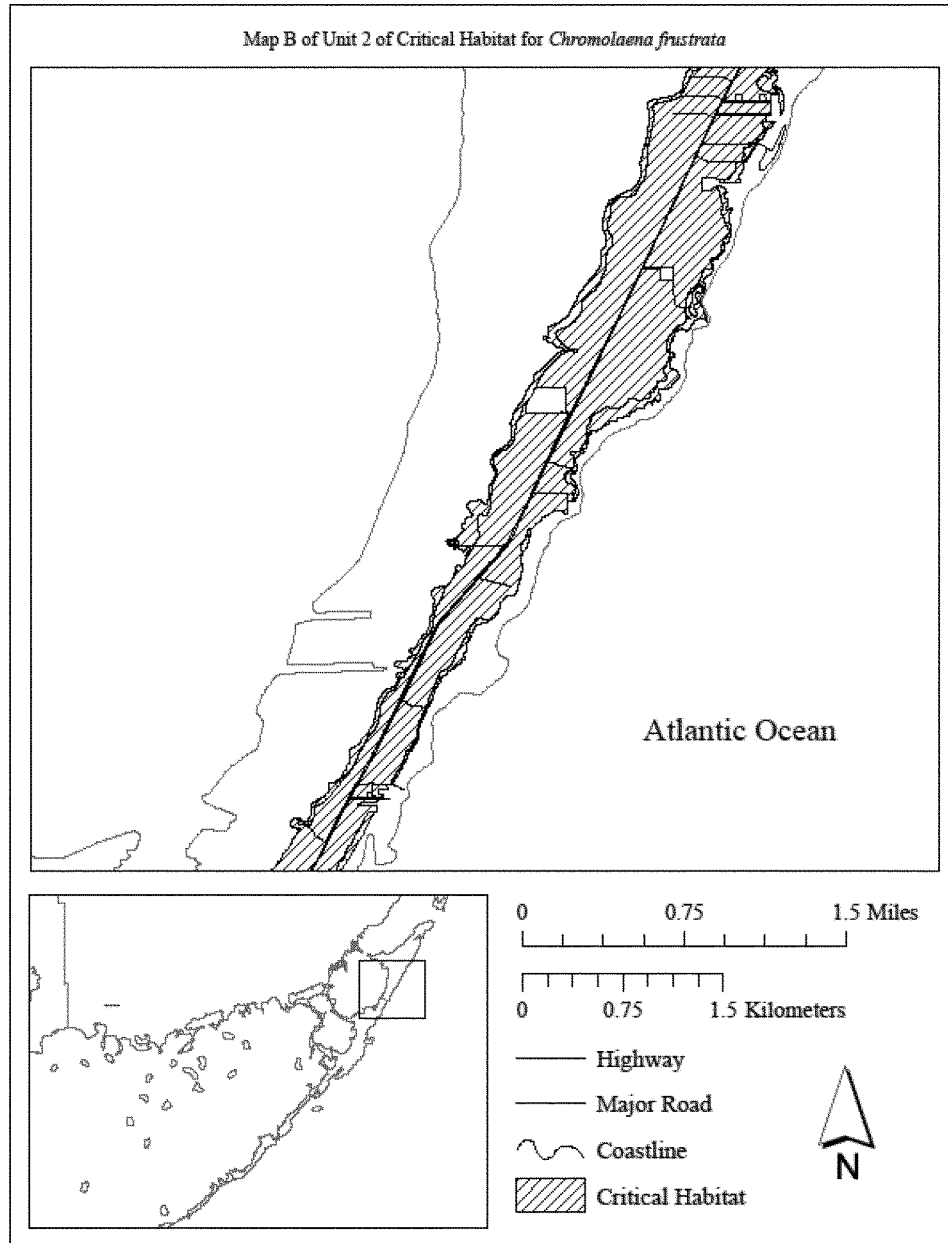 Map B of Unit 2 of Critical Habitat for Chromolaena frustrata
Atlantic Ocean
0 0.75 1.5 Miles
0 0.75 1.5 Kilometers
Highway
Major Road
Coastline
Critical Habitat
N